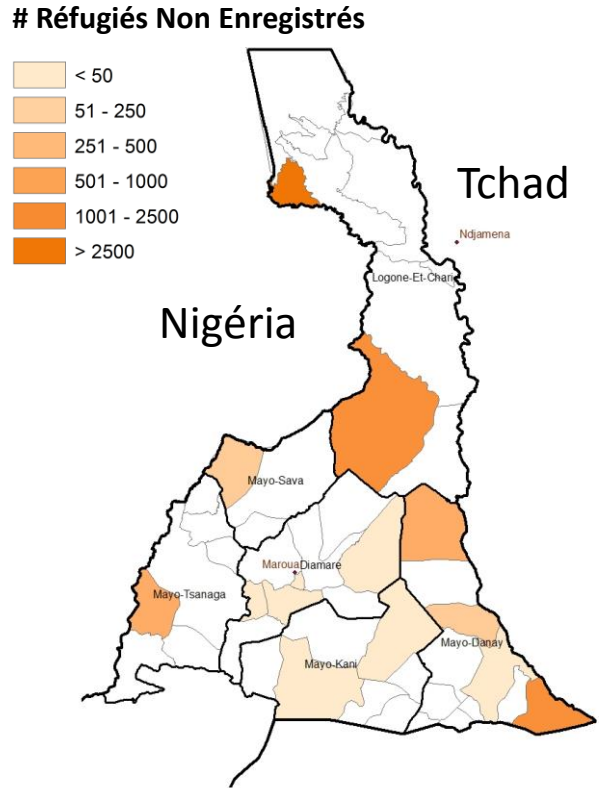 # Réfugiés Non Enregistrés
< 50
51 - 250
251 - 500
501 - 1000
1001 - 2500
> 2500
Tchad
Ndjamena
Logone-Et-Chari
Nigéria
Mayo-Sava
Maroua
Diamare
Mayo-Tsanaga
Mayo-Danay
Mayo-Kani